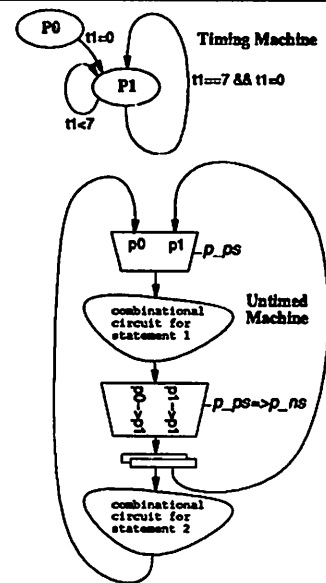 P0
t1=0
Timing Machine
P1
t1==7 && t1=0
t1<7
p0 p1
p_ps
combinational
circuit for
statement 1
Untimed
Machine
p0->p1
p1->p1
p_ps=>p_ns
combinational
circuit for
statement 2